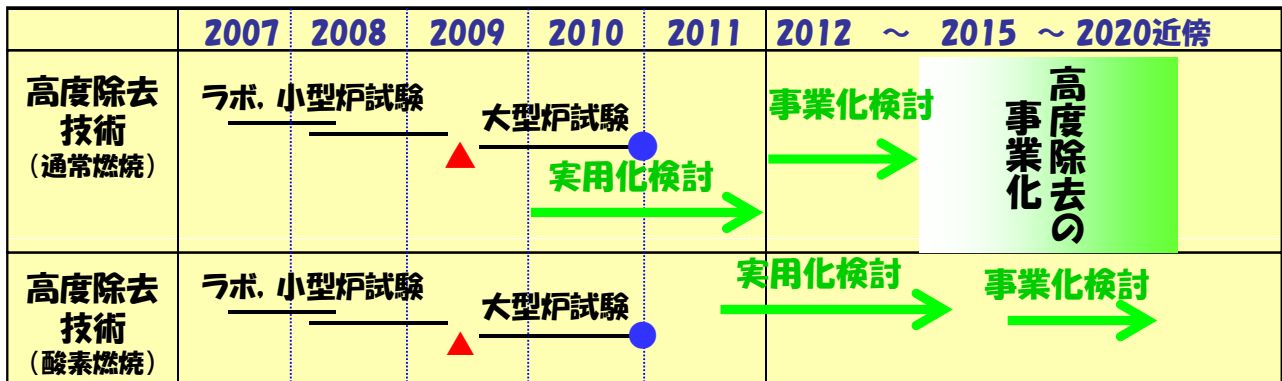 2007 2008 2009 2010 2011 2012 ～ 2015 ～ 2020近傍
高度除去
技術
（通常燃焼）
ラボ，小型炉試験
大型炉試験
実用化検討
事業化検討
高度除去の
事業化
高度除去
技術
（酸素燃焼）
ラボ，小型炉試験
大型炉試験
実用化検討
事業化検討